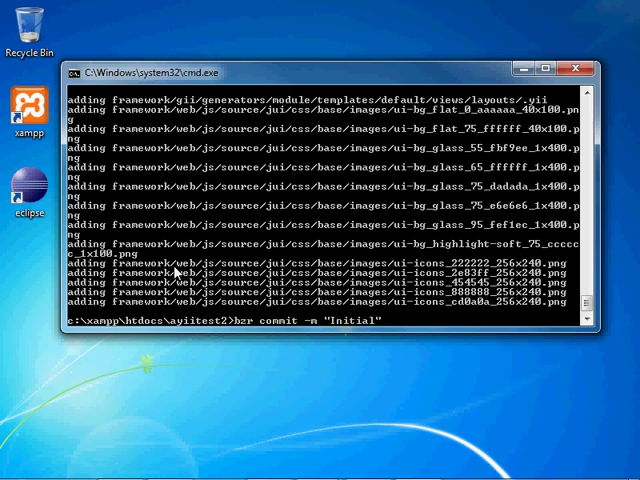 Recycle Bin
xampp
eclipse
C:\Windows\system32\cmd.exe
adding framework/gii/generators/module/templates/default/views/layouts/.yii
adding framework/web/js/source/jui/css/base/images/ui-bg_flat_0_aaaaaa_40x100.pn
g
adding framework/web/js/source/jui/css/base/images/ui-bg_flat_75_ffffff_40x100.p
ng
adding framework/web/js/source/jui/css/base/images/ui-bg_glass_55_fbf9ee_1x400.p
ng
adding framework/web/js/source/jui/css/base/images/ui-bg_glass_65_ffffff_1x400.p
ng
adding framework/web/js/source/jui/css/base/images/ui-bg_glass_75_dadada_1x400.p
ng
adding framework/web/js/source/jui/css/base/images/ui-bg_glass_75_e6e6e6_1x400.p
ng
adding framework/web/js/source/jui/css/base/images/ui-bg_glass_95_fef1ec_1x400.p
ng
adding framework/web/js/source/jui/css/base/images/ui-bg_highlight-soft_75_ccccc
c_1x100.png
adding framework/web/js/source/jui/css/base/images/ui-icons_222222_256x240.png
adding framework/web/js/source/jui/css/base/images/ui-icons_2e83ff_256x240.png
adding framework/web/js/source/jui/css/base/images/ui-icons_454545_256x240.png
adding framework/web/js/source/jui/css/base/images/ui-icons_888888_256x240.png
adding framework/web/js/source/jui/css/base/images/ui-icons_cd0a0a_256x240.png
c:\xampp\htdocs\ayiitest2>bzr commit -m "Initial"